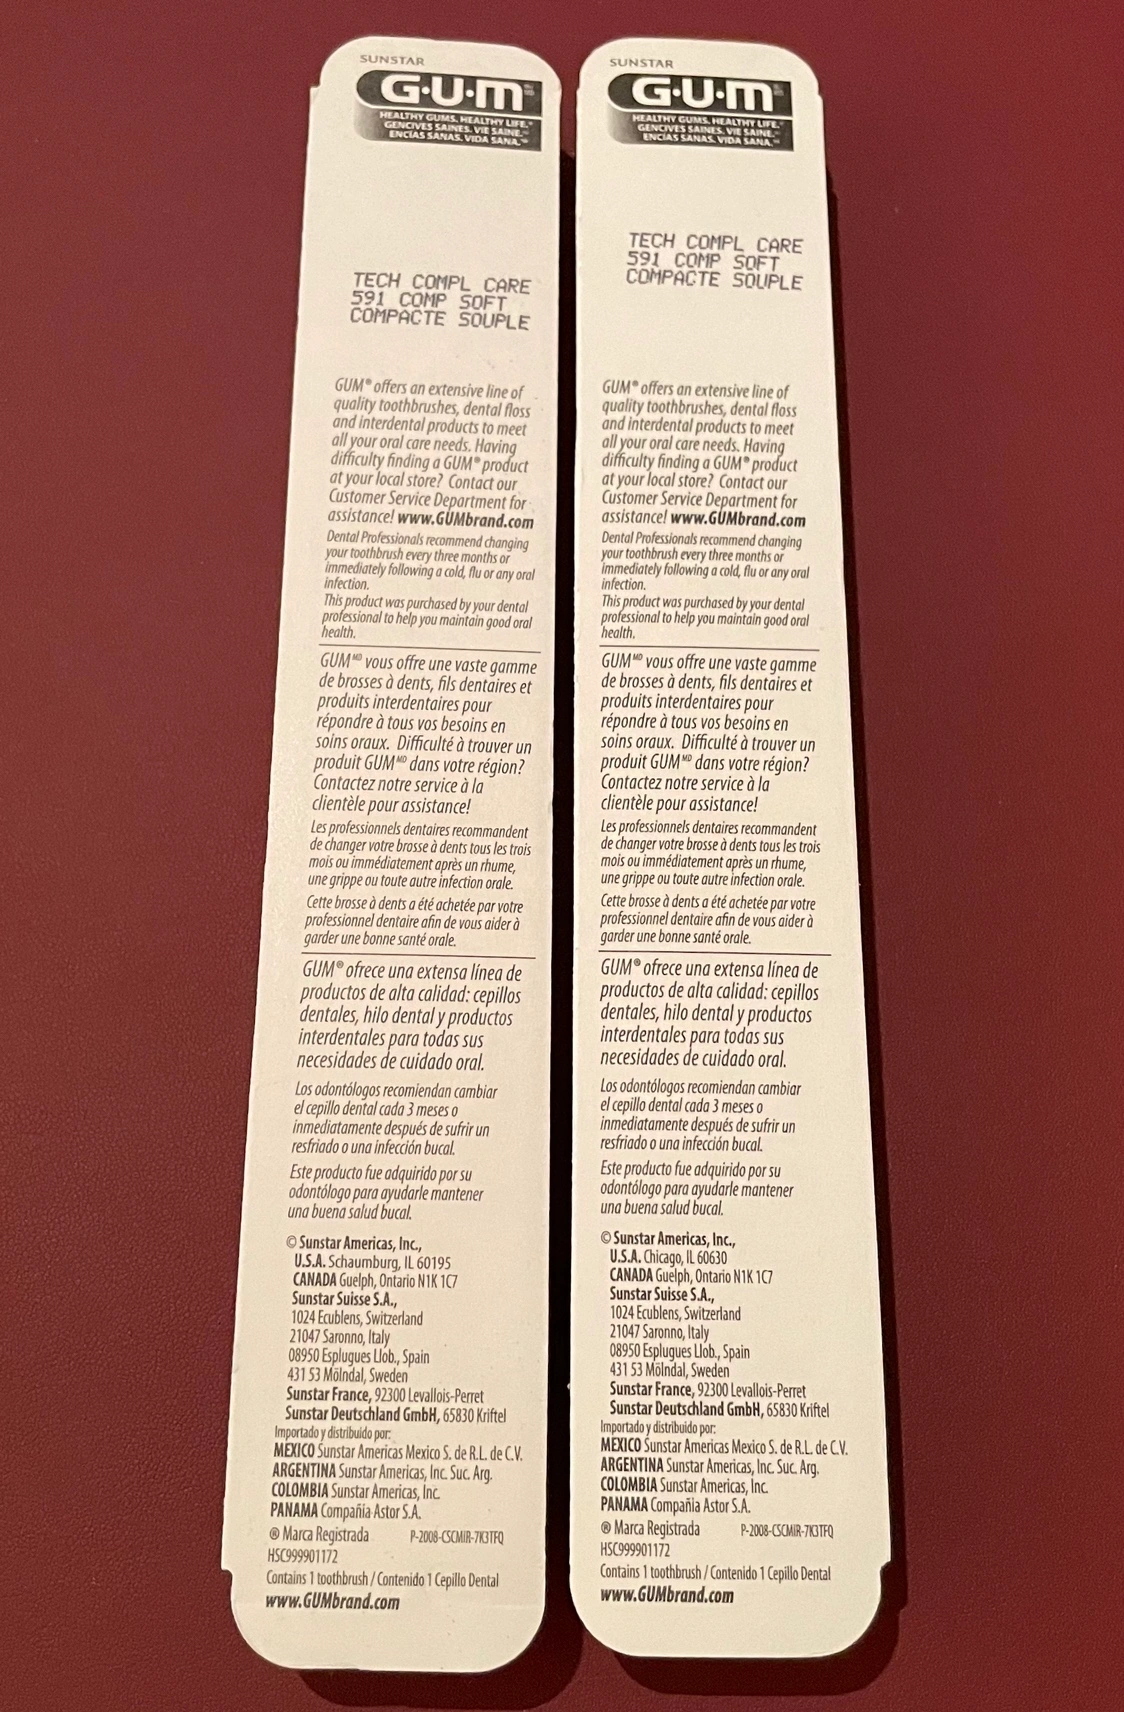 SUNSTAR
G·U·M
HEALTHY GUMS. HEALTHY LIFE.
GENCIVES SAINES. VIE SAINE.
ENCÍAS SANAS. VIDA SANA.
TECH COMPL CARE
591 COMP SOFT
COMPACTE SOUPLE
GUM® offers an extensive line of
quality toothbrushes, dental floss
and interdental products to meet
all your oral care needs. Having
difficulty finding a GUM® product
at your local store? Contact our
Customer Service Department for
assistance! www.GUMbrand.com
Dental Professionals recommend changing
your toothbrush every three months or
immediately following a cold, flu or any oral
infection.
This product was purchased by your dental
professional to help you maintain good oral
health.
GUMᴹᴰ vous offre une vaste gamme
de brosses à dents, fils dentaires et
produits interdentaires pour
répondre à tous vos besoins en
soins oraux. Difficulté à trouver un
produit GUMᴹᴰ dans votre région?
Contactez notre service à la
clientèle pour assistance!
Les professionnels dentaires recommandent
de changer votre brosse à dents tous les trois
mois ou immédiatement après un rhume,
une grippe ou toute autre infection orale.
Cette brosse à dents a été achetée par votre
professionnel dentaire afin de vous aider à
garder une bonne santé orale.
GUM® ofrece una extensa línea de
productos de alta calidad: cepillos
dentales, hilo dental y productos
interdentales para todas sus
necesidades de cuidado oral.
Los odontólogos recomiendan cambiar
el cepillo dental cada 3 meses o
inmediatamente después de sufrir un
resfriado o una infección bucal.
Este producto fue adquirido por su
odontólogo para ayudarle mantener
una buena salud bucal.
© Sunstar Americas, Inc.,
U.S.A. Schaumburg, IL 60195
CANADA Guelph, Ontario N1K 1C7
Sunstar Suisse S.A.,
1024 Ecublens, Switzerland
21047 Saronno, Italy
08950 Esplugues Llob., Spain
431 53 Mölndal, Sweden
Sunstar France, 92300 Levallois-Perret
Sunstar Deutschland GmbH, 65830 Kriftel
Importado y distribuido por:
MEXICO Sunstar Americas Mexico S. de R.L. de C.V.
ARGENTINA Sunstar Americas, Inc. Suc. Arg.
COLOMBIA Sunstar Americas, Inc.
PANAMA Compañia Astor S.A.
® Marca Registrada P-2008-CSCMIR-7K3TFQ
HSC999901172
Contains 1 toothbrush / Contenido 1 Cepillo Dental
www.GUMbrand.com
SUNSTAR
G·U·M
HEALTHY GUMS. HEALTHY LIFE.
GENCIVES SAINES. VIE SAINE.
ENCÍAS SANAS. VIDA SANA.
TECH COMPL CARE
591 COMP SOFT
COMPACTE SOUPLE
GUM® offers an extensive line of
quality toothbrushes, dental floss
and interdental products to meet
all your oral care needs. Having
difficulty finding a GUM® product
at your local store? Contact our
Customer Service Department for
assistance! www.GUMbrand.com
Dental Professionals recommend changing
your toothbrush every three months or
immediately following a cold, flu or any oral
infection.
This product was purchased by your dental
professional to help you maintain good oral
health.
GUMᴹᴰ vous offre une vaste gamme
de brosses à dents, fils dentaires et
produits interdentaires pour
répondre à tous vos besoins en
soins oraux. Difficulté à trouver un
produit GUMᴹᴰ dans votre région?
Contactez notre service à la
clientèle pour assistance!
Les professionnels dentaires recommandent
de changer votre brosse à dents tous les trois
mois ou immédiatement après un rhume,
une grippe ou toute autre infection orale.
Cette brosse à dents a été achetée par votre
professionnel dentaire afin de vous aider à
garder une bonne santé orale.
GUM® ofrece una extensa línea de
productos de alta calidad: cepillos
dentales, hilo dental y productos
interdentales para todas sus
necesidades de cuidado oral.
Los odontólogos recomiendan cambiar
el cepillo dental cada 3 meses o
inmediatamente después de sufrir un
resfriado o una infección bucal.
Este producto fue adquirido por su
odontólogo para ayudarle mantener
una buena salud bucal.
© Sunstar Americas, Inc.,
U.S.A. Chicago, IL 60630
CANADA Guelph, Ontario N1K 1C7
Sunstar Suisse S.A.,
1024 Ecublens, Switzerland
21047 Saronno, Italy
08950 Esplugues Llob., Spain
431 53 Mölndal, Sweden
Sunstar France, 92300 Levallois-Perret
Sunstar Deutschland GmbH, 65830 Kriftel
Importado y distribuido por:
MEXICO Sunstar Americas Mexico S. de R.L. de C.V.
ARGENTINA Sunstar Americas, Inc. Suc. Arg.
COLOMBIA Sunstar Americas, Inc.
PANAMA Compañia Astor S.A.
® Marca Registrada P-2008-CSCMIR-7K3TFQ
HSC999901172
Contains 1 toothbrush / Contenido 1 Cepillo Dental
www.GUMbrand.com